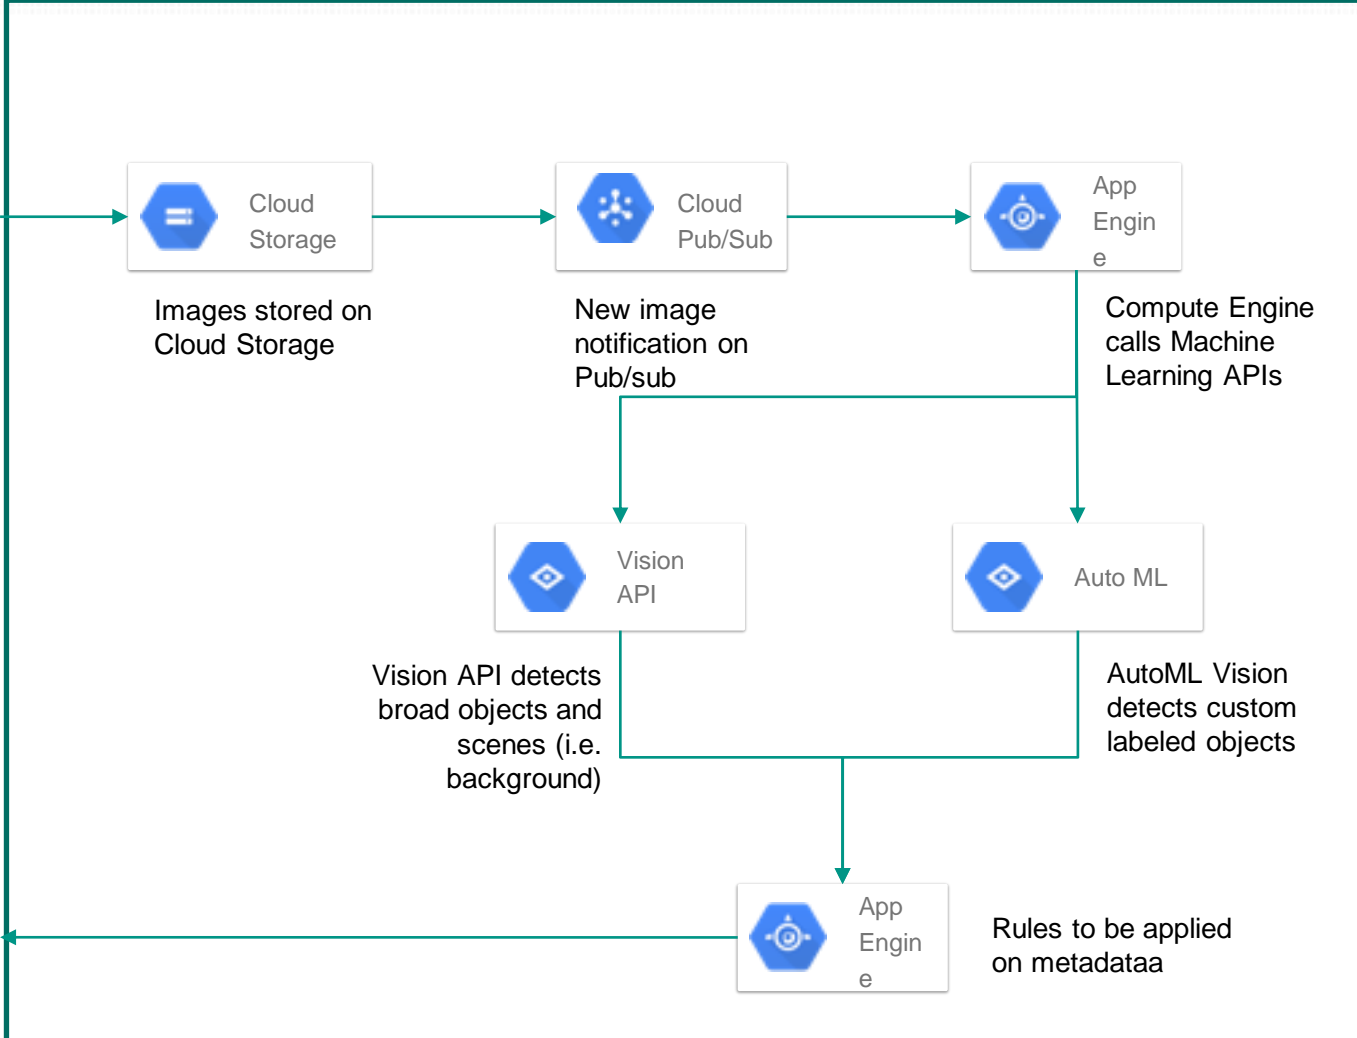 Cloud
Storage
Cloud
Pub/Sub
App
Engin
e
Images stored on
Cloud Storage
New image
notification on
Pub/sub
Compute Engine
calls Machine
Learning APIs
Vision
API
Auto ML
Vision API detects
broad objects and
scenes (i.e.
background)
AutoML Vision
detects custom
labeled objects
App
Engin
e
Rules to be applied
on metadataa